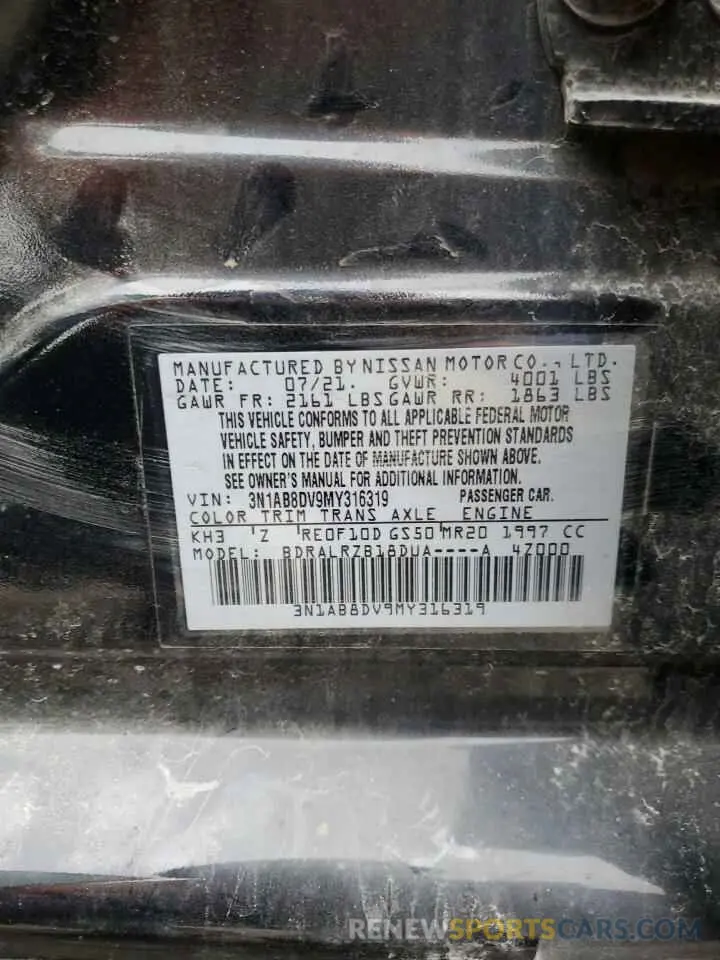 MANUFACTURED BY NISSAN MOTOR CO., LTD.
DATE: 07/21. GVWR: 4001 LBS
GAWR FR: 2161 LBS GAWR RR: 1863 LBS
THIS VEHICLE CONFORMS TO ALL APPLICABLE FEDERAL MOTOR
VEHICLE SAFETY, BUMPER AND THEFT PREVENTION STANDARDS
IN EFFECT ON THE DATE OF MANUFACTURE SHOWN ABOVE.
SEE OWNER'S MANUAL FOR ADDITIONAL INFORMATION.
VIN: 3N1AB8DV9MY316319 PASSENGER CAR.
COLOR TRIM TRANS AXLE ENGINE
KH3 'Z RE0F10D GS50 MR20 1997 CC
MODEL: BDRALRZB18DUA----A 4Z000
3N1AB8DV9MY316319
RENEWSPORTSCARS.COM